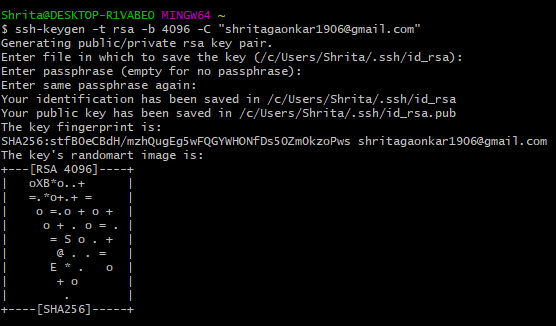 Shrita@DESKTOP-R1VABEO MINGW64 ~
$ ssh-keygen -t rsa -b 4096 -C "shritagaonkar1906@gmail.com"
Generating public/private rsa key pair.
Enter file in which to save the key (/c/Users/Shrita/.ssh/id_rsa):
Enter passphrase (empty for no passphrase):
Enter same passphrase again:
Your identification has been saved in /c/Users/Shrita/.ssh/id_rsa
Your public key has been saved in /c/Users/Shrita/.ssh/id_rsa.pub
The key fingerprint is:
SHA256:stfBOeCBdH/mzhQugEg5wFQGYWHONfDs5OZmOkzoPws shritagaonkar1906@gmail.com
The key's randomart image is:
+---[RSA 4096]----+
|   oXB*o..+      |
|   =.*o+.+ =     |
|    o =.o + o +  |
|     o + . o = . |
|      = S o . +  |
|       @ . . =   |
|      E * .   o  |
|       + o       |
|        .        |
+----[SHA256]-----+